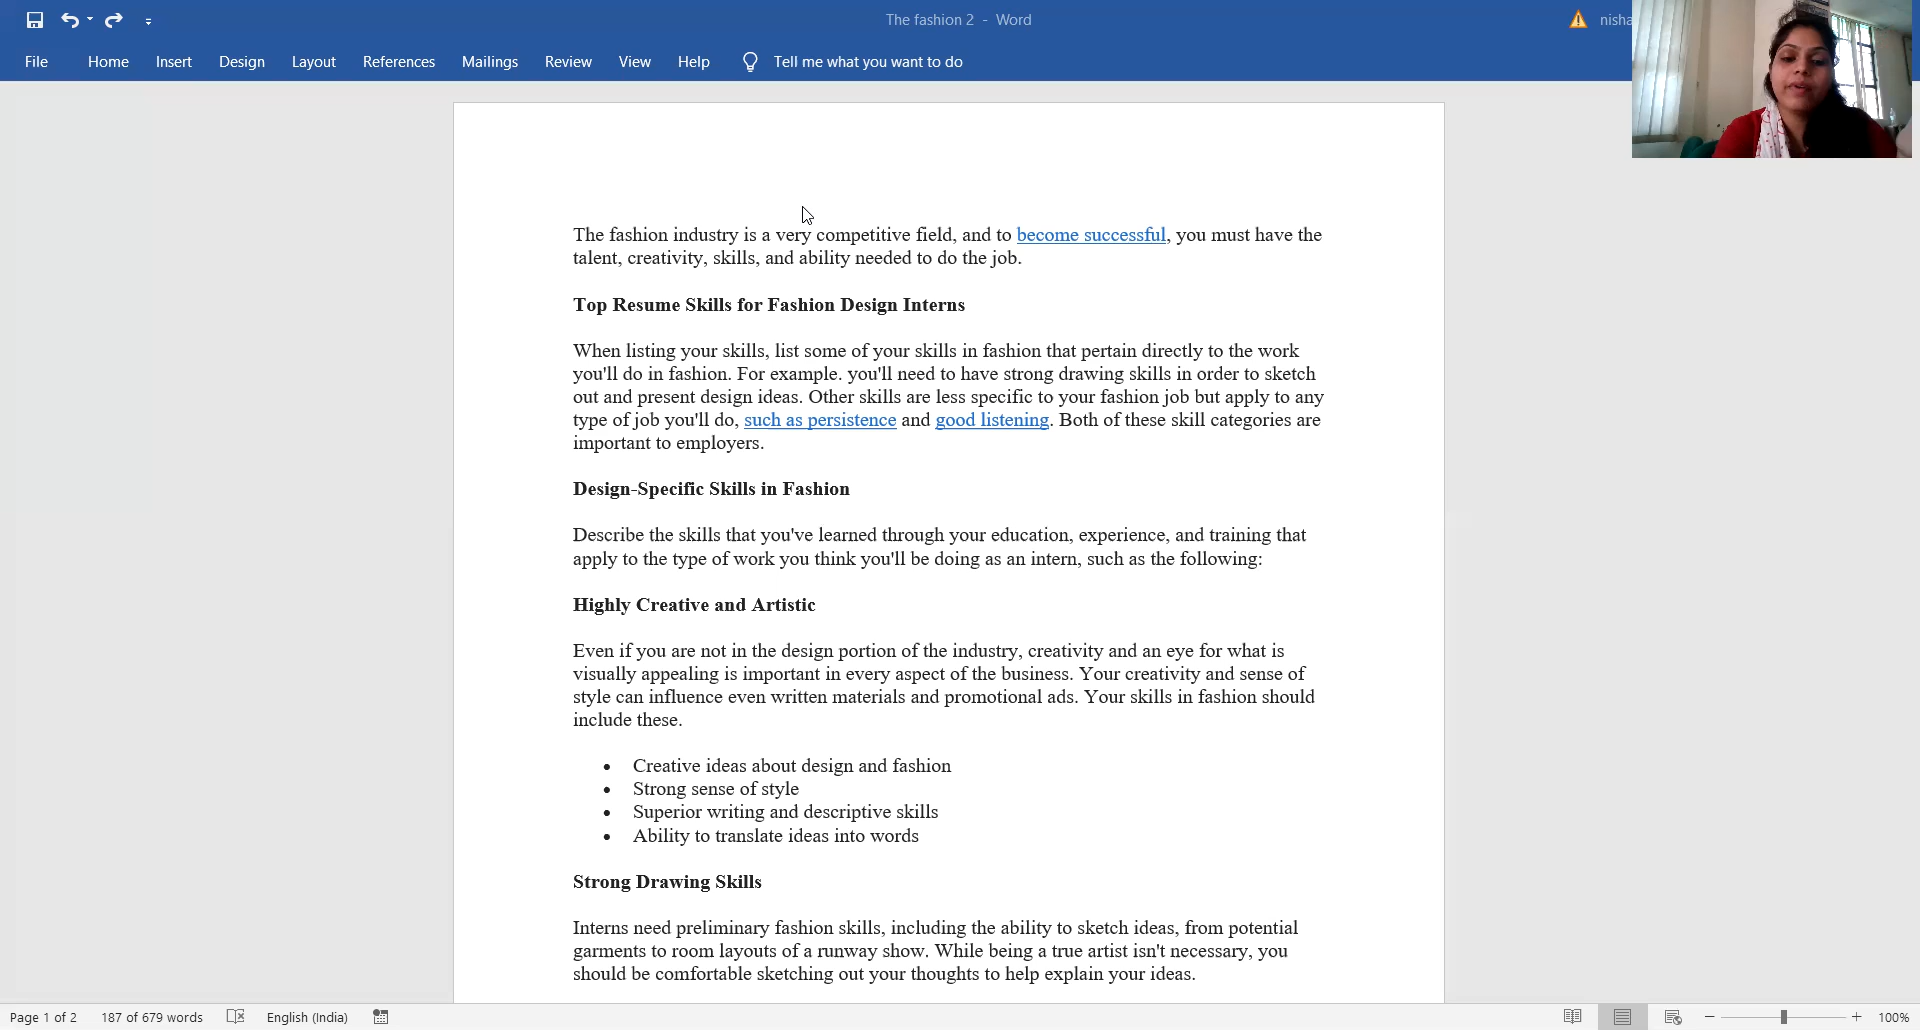 The fashion 2 - Word
nisha
File Home Insert Design Layout References Mailings Review View Help Tell me what you want to do
The fashion industry is a very competitive field, and to become successful, you must have the
talent, creativity, skills, and ability needed to do the job.
Top Resume Skills for Fashion Design Interns
When listing your skills, list some of your skills in fashion that pertain directly to the work
you'll do in fashion. For example. you'll need to have strong drawing skills in order to sketch
out and present design ideas. Other skills are less specific to your fashion job but apply to any
type of job you'll do, such as persistence and good listening. Both of these skill categories are
important to employers.
Design-Specific Skills in Fashion
Describe the skills that you've learned through your education, experience, and training that
apply to the type of work you think you'll be doing as an intern, such as the following:
Highly Creative and Artistic
Even if you are not in the design portion of the industry, creativity and an eye for what is
visually appealing is important in every aspect of the business. Your creativity and sense of
style can influence even written materials and promotional ads. Your skills in fashion should
include these.
• Creative ideas about design and fashion
• Strong sense of style
• Superior writing and descriptive skills
• Ability to translate ideas into words
Strong Drawing Skills
Interns need preliminary fashion skills, including the ability to sketch ideas, from potential
garments to room layouts of a runway show. While being a true artist isn't necessary, you
should be comfortable sketching out your thoughts to help explain your ideas.
Page 1 of 2 187 of 679 words English (India) 100%